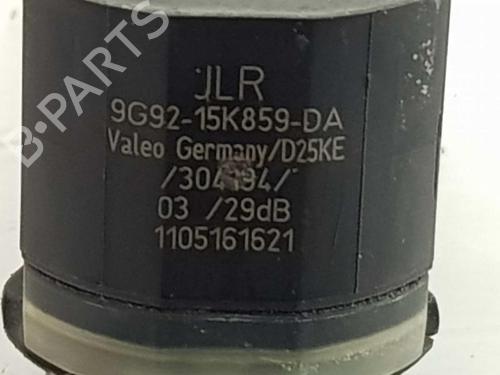 JLR
9G92-15K859-DA
Valeo Germany/D25KE
03 /29dB
1105161621
B-PARTS